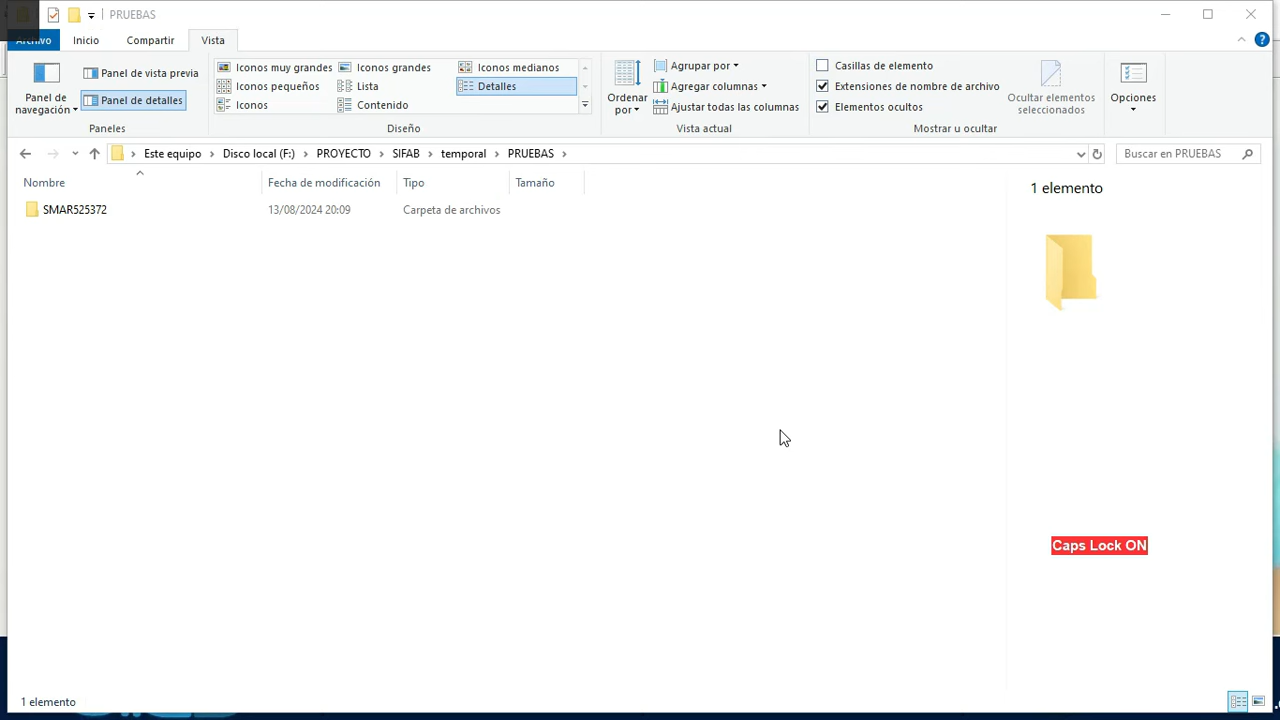 PRUEBAS
Archivo Inicio Compartir Vista
Panel de navegación
Panel de vista previa
Panel de detalles
Paneles
Iconos muy grandes Iconos grandes Iconos medianos
Iconos pequeños Lista Detalles
Iconos Contenido
Diseño
Ordenar por
Agrupar por
Agregar columnas
Ajustar todas las columnas
Vista actual
Casillas de elemento
Extensiones de nombre de archivo
Elementos ocultos
Ocultar elementos seleccionados
Mostrar u ocultar
Opciones
Este equipo > Disco local (F:) > PROYECTO > SIFAB > temporal > PRUEBAS >
Buscar en PRUEBAS
Nombre Fecha de modificación Tipo Tamaño
SMAR525372 13/08/2024 20:09 Carpeta de archivos
1 elemento
Caps Lock ON
1 elemento